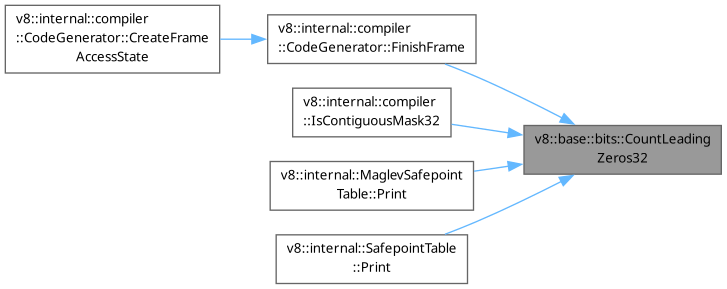 v8::internal::compiler
::CodeGenerator::CreateFrame
AccessState
v8::internal::compiler
::CodeGenerator::FinishFrame
v8::internal::compiler
::IsContiguousMask32
v8::internal::MaglevSafepoint
Table::Print
v8::internal::SafepointTable
::Print
v8::base::bits::CountLeading
Zeros32